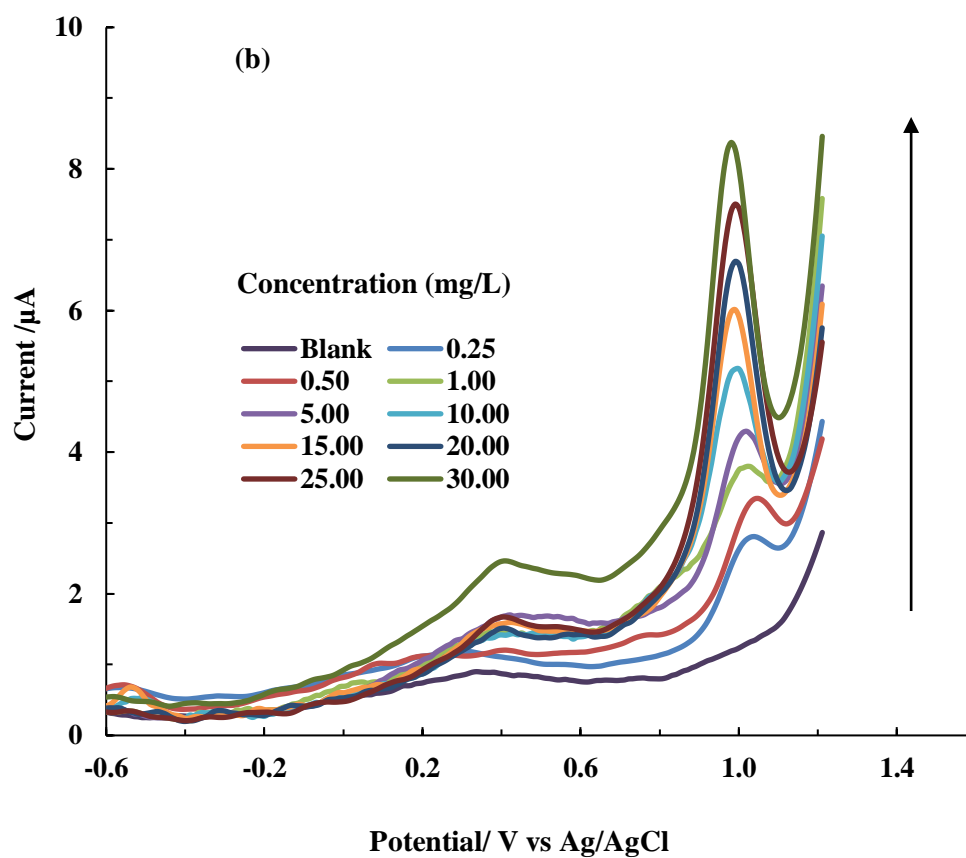 10
(b)
8
Concentration (mg/L)
6
Blank 0.25
0.50 1.00
5.00 10.00
15.00 20.00
25.00 30.00
4
2
0
-0.6 -0.2 0.2 0.6 1.0 1.4
Current /µA
Potential/ V vs Ag/AgCl